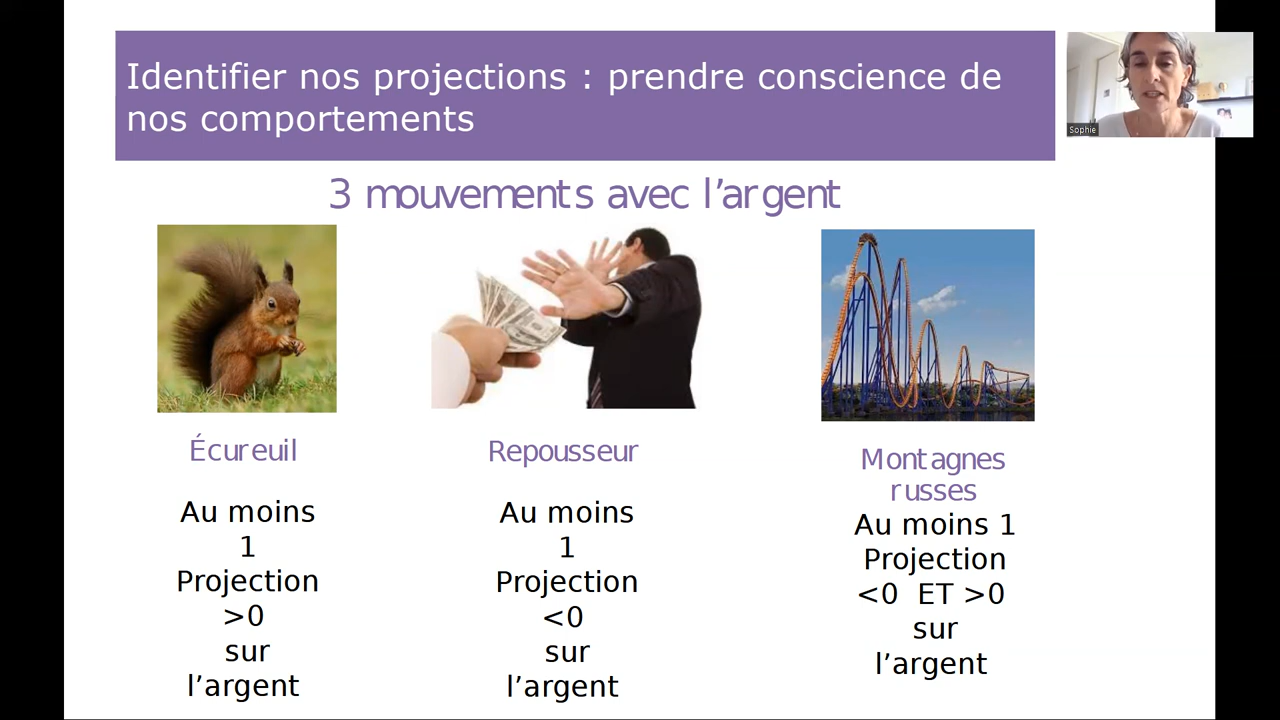 Identifier nos projections : prendre conscience de
nos comportements
Sophie
3 mouvements avec l’argent
Écureuil
Au moins
1
Projection
>0
sur
l’argent
Repousseur
Au moins
1
Projection
<0
sur
l’argent
Montagnes
russes
Au moins 1
Projection
<0 ET >0
sur
l’argent